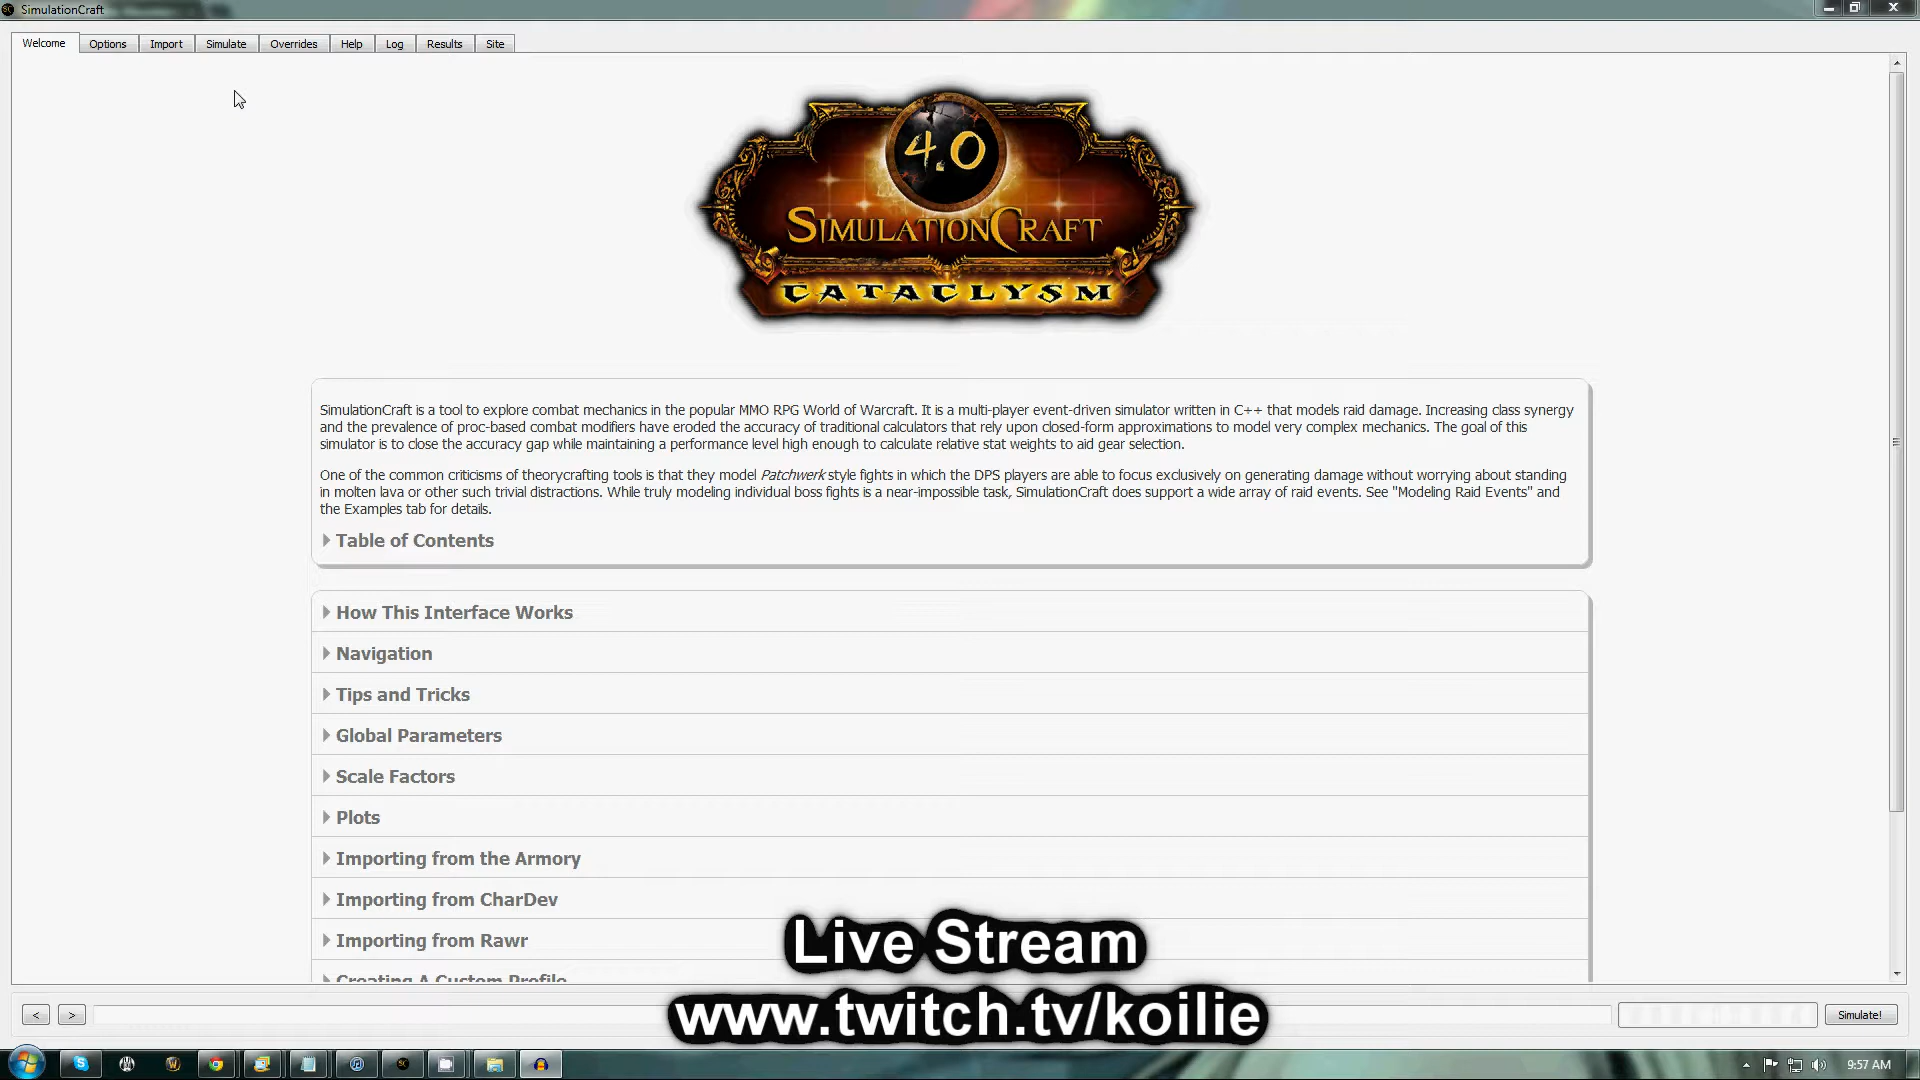 SimulationCraft
Welcome Options Import Simulate Overrides Help Log Results Site
4.0
SIMULATIONCRAFT
CATACLYSM
SimulationCraft is a tool to explore combat mechanics in the popular MMO RPG World of Warcraft. It is a multi-player event-driven simulator written in C++ that models raid damage. Increasing class synergy
and the prevalence of proc-based combat modifiers have eroded the accuracy of traditional calculators that rely upon closed-form approximations to model very complex mechanics. The goal of this
simulator is to close the accuracy gap while maintaining a performance level high enough to calculate relative stat weights to aid gear selection.
One of the common criticisms of theorycrafting tools is that they model Patchwerk style fights in which the DPS players are able to focus exclusively on generating damage without worrying about standing
in molten lava or other such trivial distractions. While truly modeling individual boss fights is a near-impossible task, SimulationCraft does support a wide array of raid events. See "Modeling Raid Events" and
the Examples tab for details.
Table of Contents
How This Interface Works
Navigation
Tips and Tricks
Global Parameters
Scale Factors
Plots
Importing from the Armory
Importing from CharDev
Importing from Rawr
Creating A Custom Profile
Live Stream
www.twitch.tv/koilie
< > Simulate!
9:57 AM